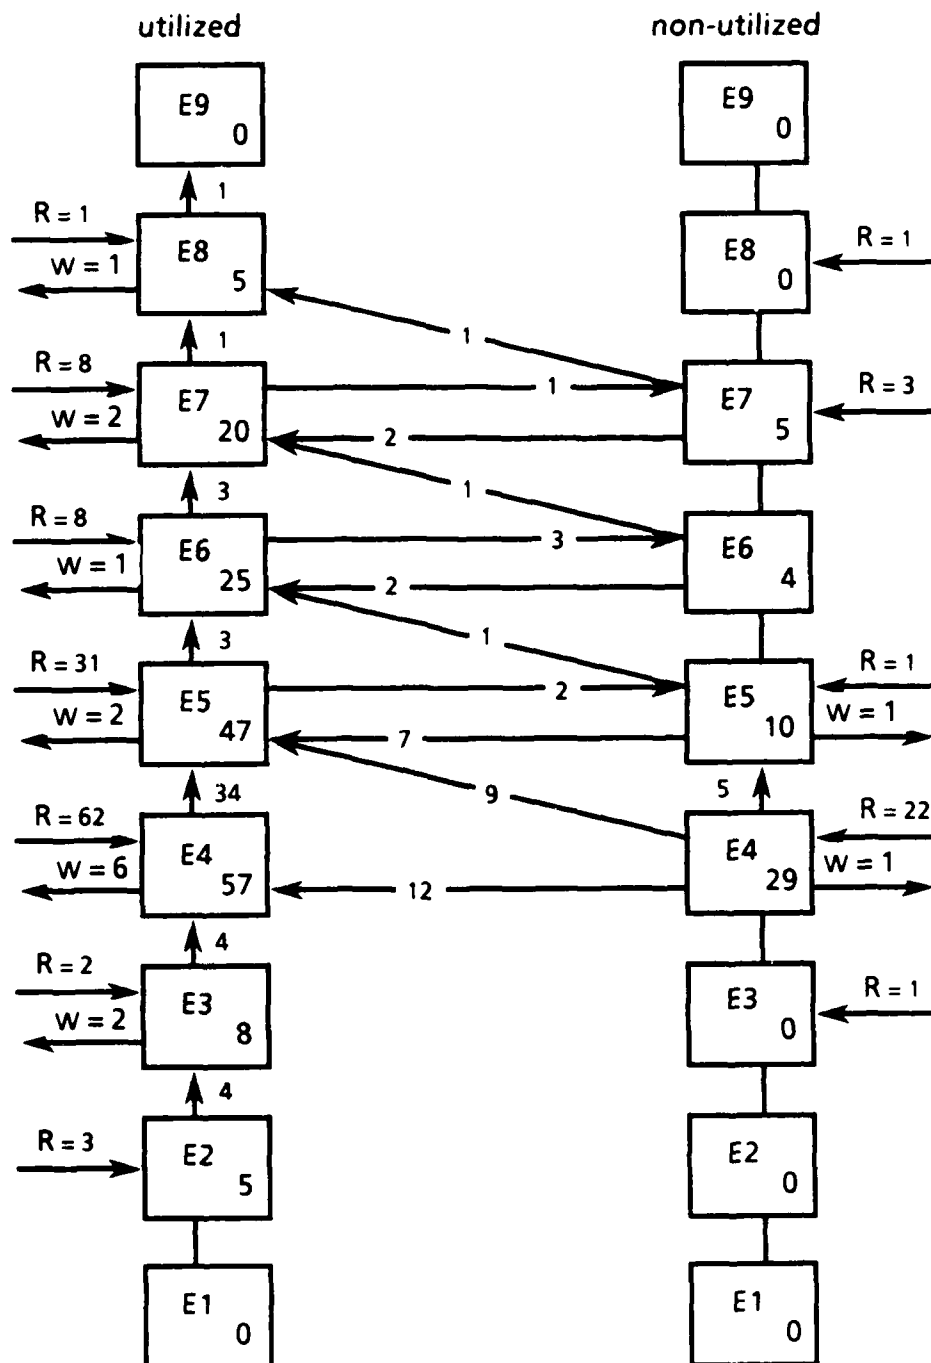 utilized non-utilized
E9 E9
0 0
1
R = 1 E8 E8 R = 1
W = 1 5 0
1
1
R = 8 E7 1 E7 R = 3
W = 2 20 2 5
3 1
R = 8 E6 3 E6
W = 1 25 2 4
3 1
R = 31 E5 2 E5 R = 1
W = 2 47 7 10 W = 1
34 9 5
R = 62 E4 E4 R = 22
W = 6 57 12 29 W = 1
4
R = 2 E3 E3 R = 1
W = 2 8 0
4
R = 3 E2 E2
5 0
E1 E1
0 0